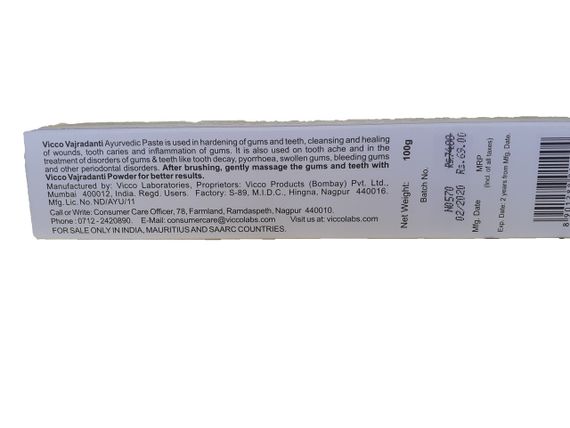 Vicco Vajradanti Ayurvedic Paste is used in hardening of gums and teeth, cleansing and healing
of wounds, tooth caries and inflammation of gums. It is also used on tooth ache and in the
treatment of disorders of gums & teeth like tooth decay, pyorrhoea, swollen gums, bleeding gums
and other periodontal disorders. After brushing, gently massage the gums and teeth with
Vicco Vajradanti Powder for better results.
Manufactured by: Vicco Laboratories, Proprietors: Vicco Products (Bombay) Pvt. Ltd.,
Mumbai 400012, India. Regd. Users. Factory: S-89, M.I.D.C., Hingna, Nagpur 440016.
Mfg. Lic. No. ND/AYU/11
Call or Write: Consumer Care Officer, 78, Farmland, Ramdaspeth, Nagpur 440010.
Phone : 0712 - 2420890. E-Mail: consumercare@viccolabs.com Visit us at: viccolabs.com
FOR SALE ONLY IN INDIA, MAURITIUS AND SAARC COUNTRIES.
Net Weight: 100g
Batch No. N0570
Mfg. Date 02/2020
MRP Rs.74.00 Rs.65.00
(incl. of all taxes)
Exp. Date: 2 years from Mfg. Date.